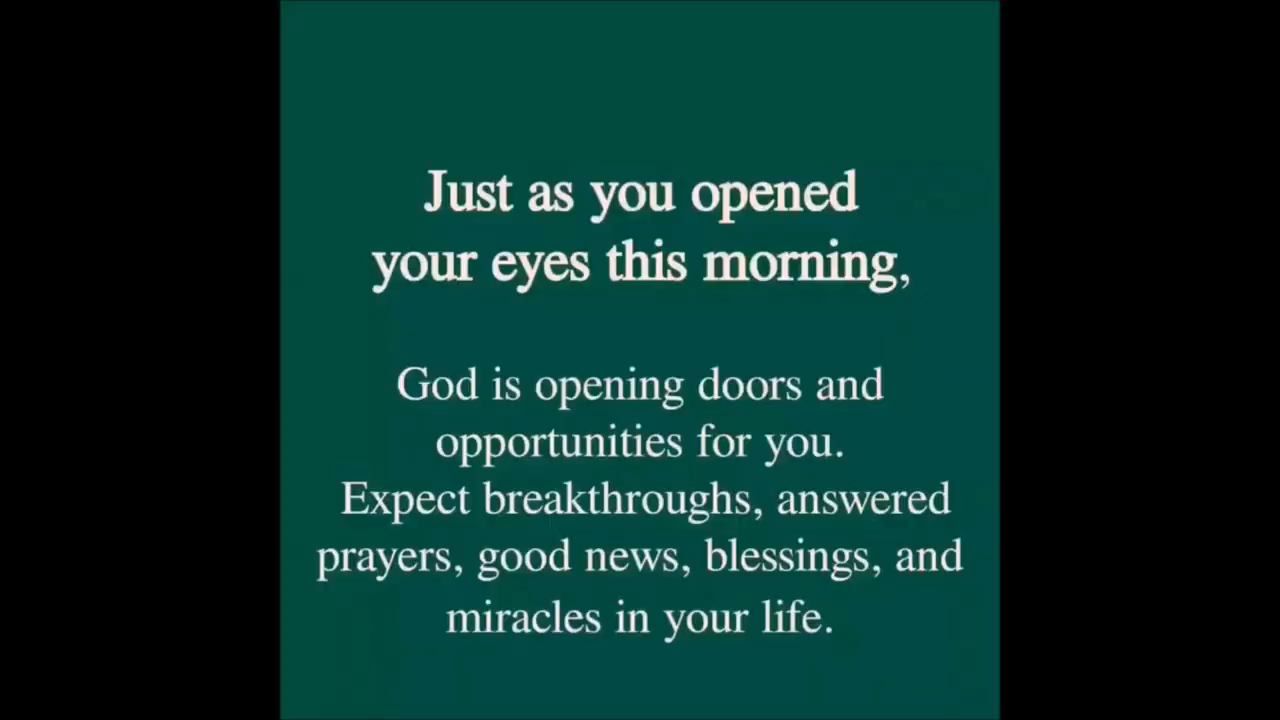 Just as you opened
your eyes this morning,
God is opening doors and
opportunities for you.
Expect breakthroughs, answered
prayers, good news, blessings, and
miracles in your life.